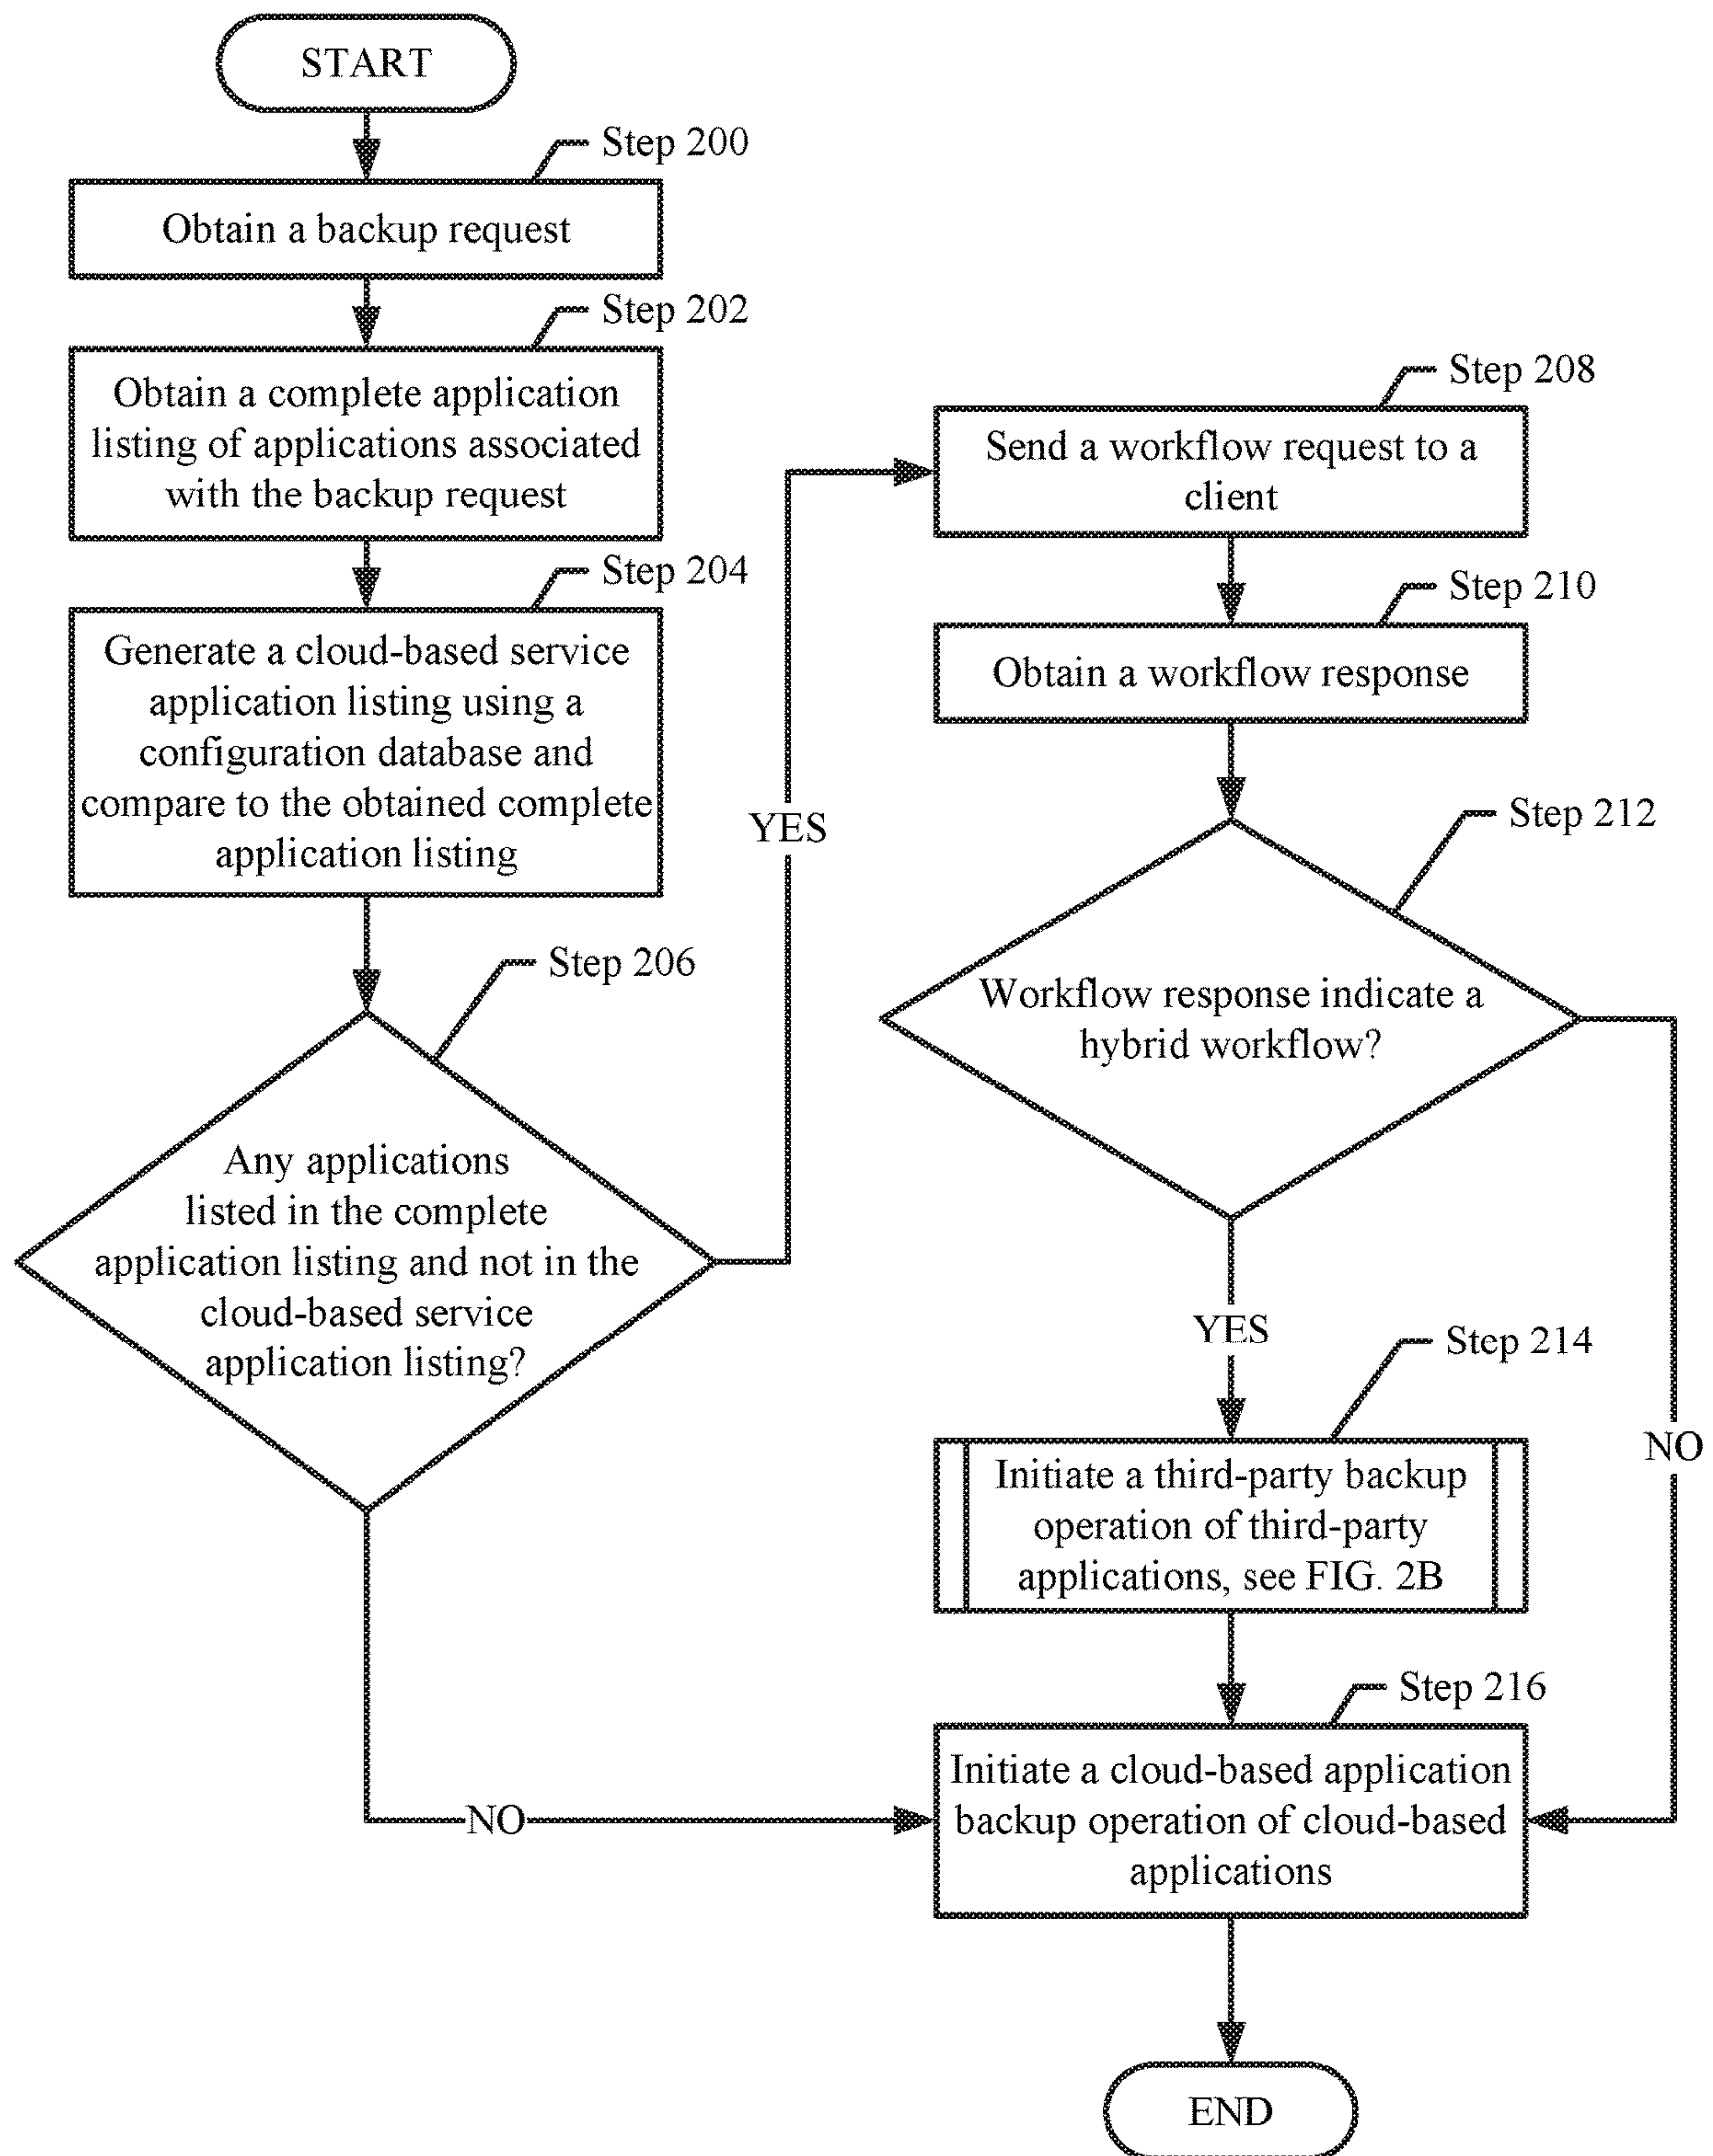 START
Step 200
Obtain a backup request
Step 202
Obtain a complete application
listing of applications associated
with the backup request
Step 204
Generate a cloud-based service
application listing using a
configuration database and
compare to the obtained complete
application listing
Step 206
Any applications
listed in the complete
application listing and not in the
cloud-based service
application listing?
YES
NO
Step 208
Send a workflow request to a
client
Step 210
Obtain a workflow response
Step 212
Workflow response indicate a
hybrid workflow?
YES
NO
Step 214
Initiate a third-party backup
operation of third-party
applications, see FIG. 2B
Step 216
Initiate a cloud-based application
backup operation of cloud-based
applications
END